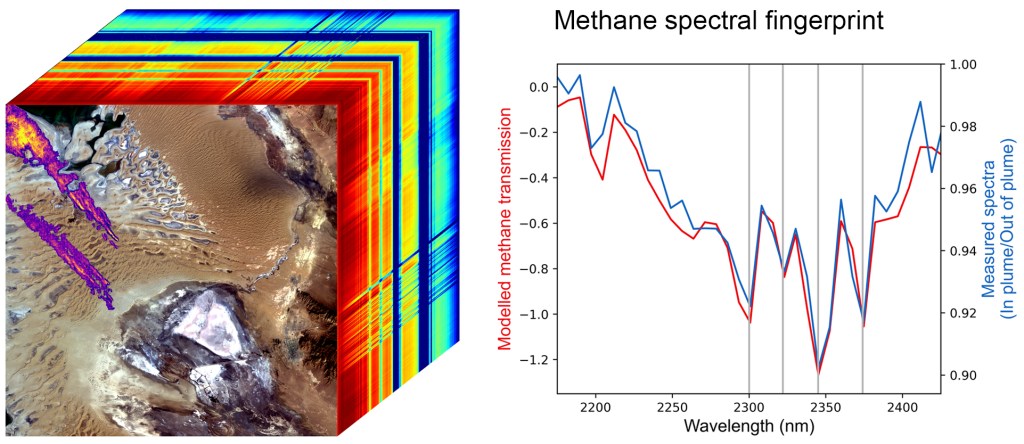 Methane spectral fingerprint
Modelled methane transmission
0.0
−0.2
−0.4
−0.6
−0.8
−1.0
−1.2
1.00
0.98
0.96
0.94
0.92
0.90
Measured spectra
(In plume/Out of plume)
2200 2250 2300 2350 2400
Wavelength (nm)